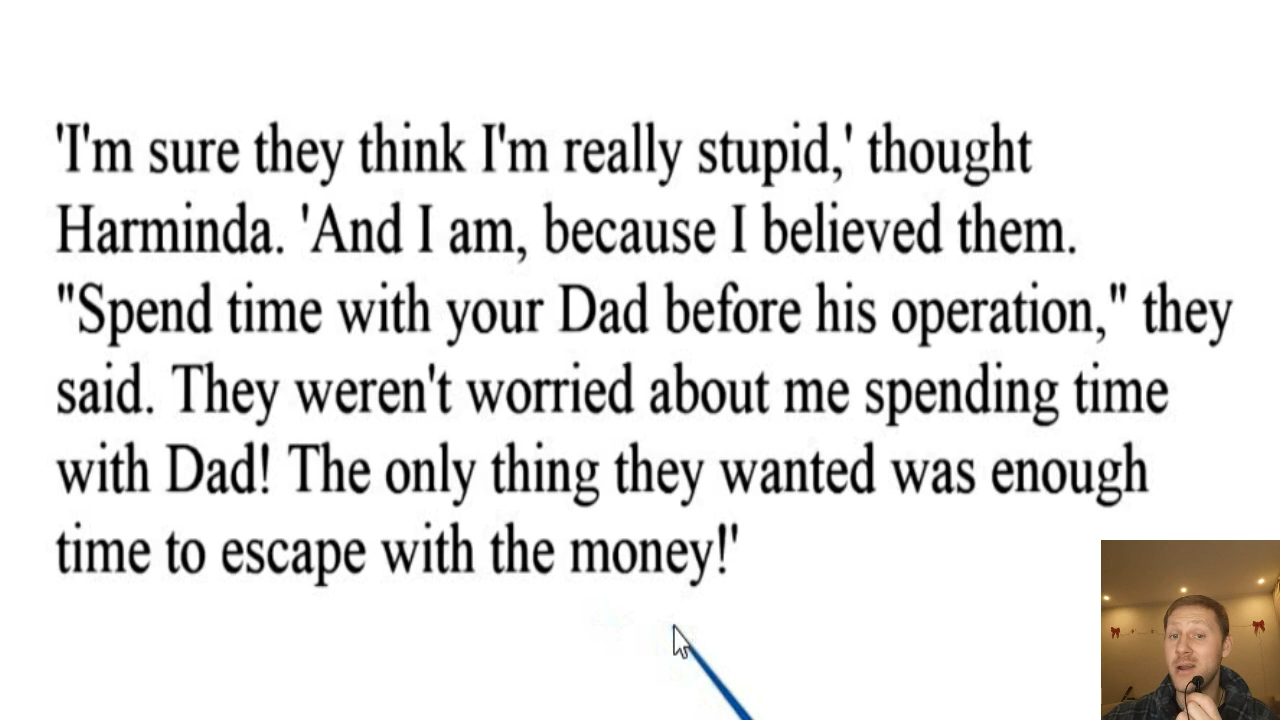 'I'm sure they think I'm really stupid,' thought
Harminda. 'And I am, because I believed them.
"Spend time with your Dad before his operation," they
said. They weren't worried about me spending time
with Dad! The only thing they wanted was enough
time to escape with the money!'